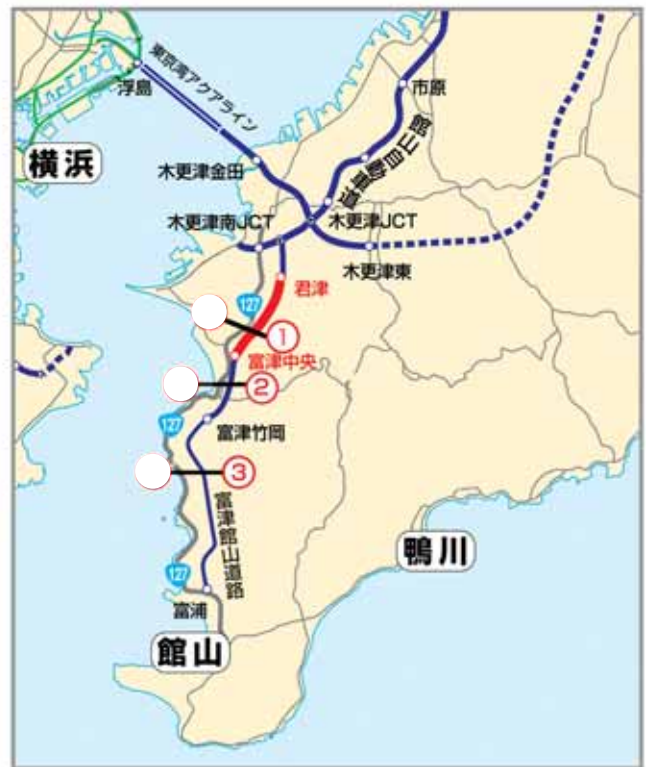 東京湾アクアライン
浮島
市原
館山自動車道
横浜
木更津金田
木更津南JCT
木更津JCT
木更津東
君津
127
①
富津中央
②
127
富津竹岡
③
富津館山道路
鴨川
127
富浦
館山